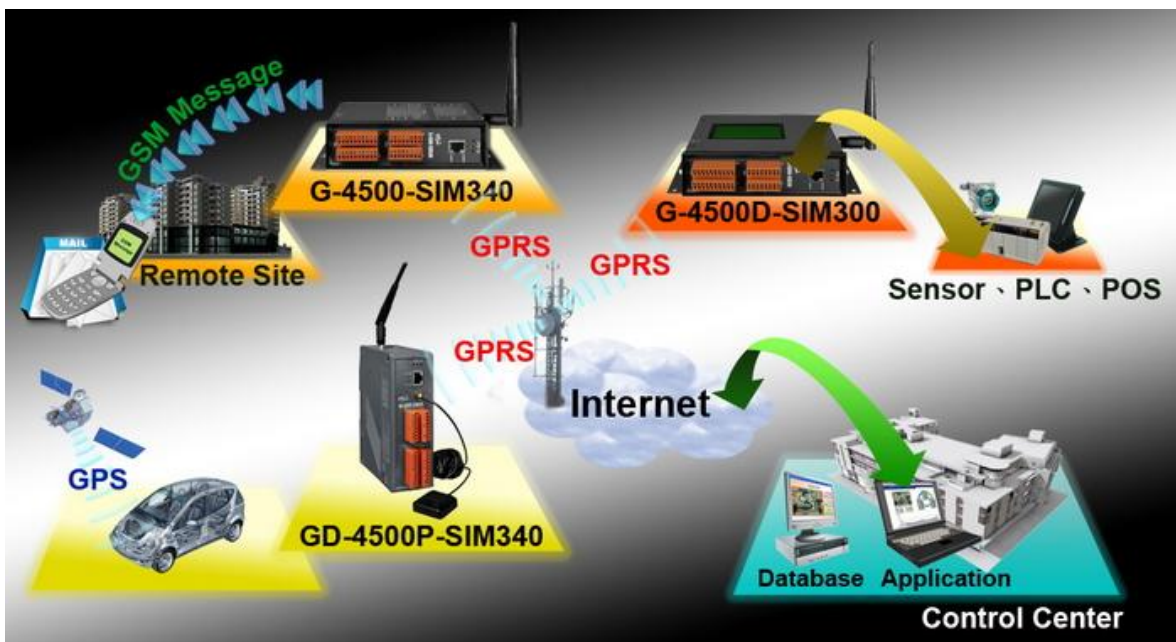 GSM Message
G-4500-SIM340
G-4500D-SIM300
MAIL
Remote Site
GPRS
GPRS
Sensor、PLC、POS
GPRS
Internet
GPS
GD-4500P-SIM340
Database
Application
Control Center